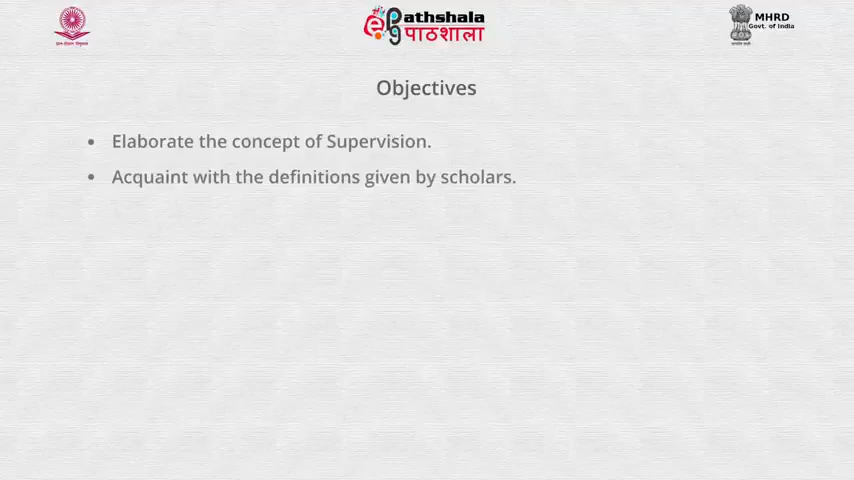 ePathshala
पाठशाला
MHRD
Govt. of India
Objectives
• Elaborate the concept of Supervision.
• Acquaint with the definitions given by scholars.